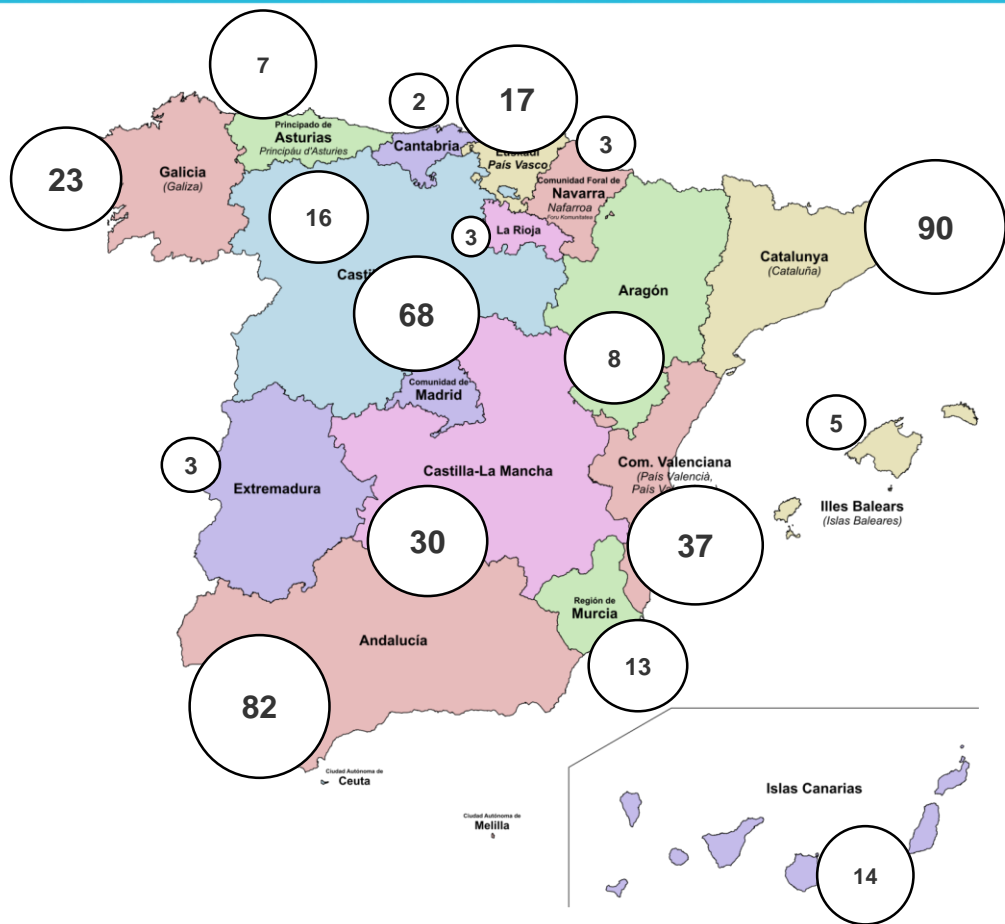 7
2
17
3
23
Principado de
Asturias
Principáu d'Asturies
Cantabria
Euskadi
País Vasco
Galicia
(Galiza)
Comunidad Foral de
Navarra
Nafarroa
Foru Komunitatea
16
3
La Rioja
90
Catalunya
(Cataluña)
Casti
Aragón
68
8
Comunidad de
Madrid
5
3
Castilla-La Mancha
Com. Valenciana
(País Valencià,
País
Extremadura
Illes Balears
(Islas Baleares)
30
37
Región de
Murcia
Andalucía
13
82
Ciudad Autónoma de
Ceuta
Islas Canarias
Ciudad Autónoma de
Melilla
14